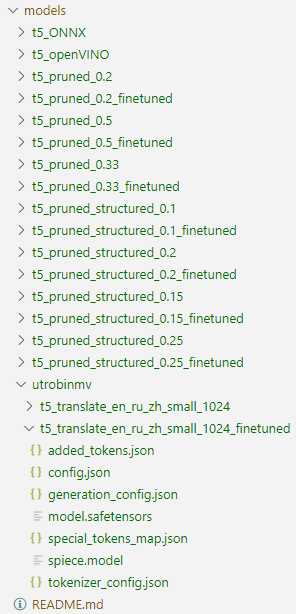 models
t5_ONNX
t5_openVINO
t5_pruned_0.2
t5_pruned_0.2_finetuned
t5_pruned_0.5
t5_pruned_0.5_finetuned
t5_pruned_0.33
t5_pruned_0.33_finetuned
t5_pruned_structured_0.1
t5_pruned_structured_0.1_finetuned
t5_pruned_structured_0.2
t5_pruned_structured_0.2_finetuned
t5_pruned_structured_0.15
t5_pruned_structured_0.15_finetuned
t5_pruned_structured_0.25
t5_pruned_structured_0.25_finetuned
utrobinmv
t5_translate_en_ru_zh_small_1024
t5_translate_en_ru_zh_small_1024_finetuned
added_tokens.json
config.json
generation_config.json
model.safetensors
special_tokens_map.json
spiece.model
tokenizer_config.json
README.md